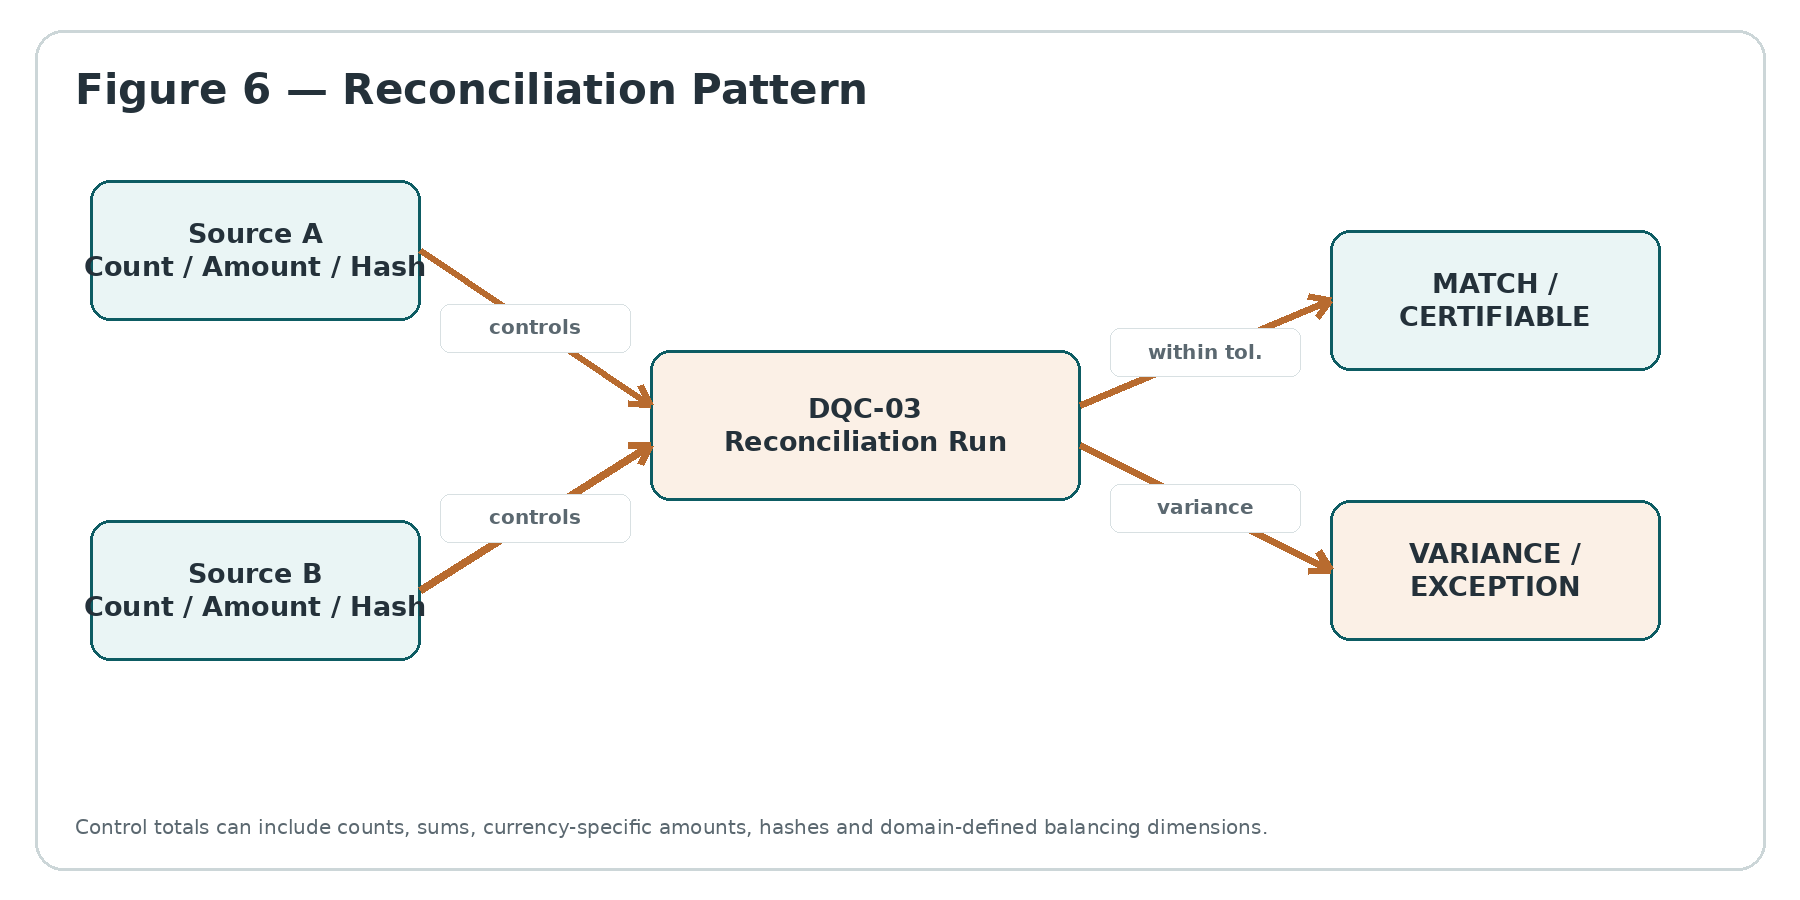 Figure 6 — Reconciliation Pattern
Source A
Count / Amount / Hash
controls
Source B
Count / Amount / Hash
controls
DQC-03
Reconciliation Run
within tol.
MATCH /
CERTIFIABLE
variance
VARIANCE /
EXCEPTION
Control totals can include counts, sums, currency-specific amounts, hashes and domain-defined balancing dimensions.